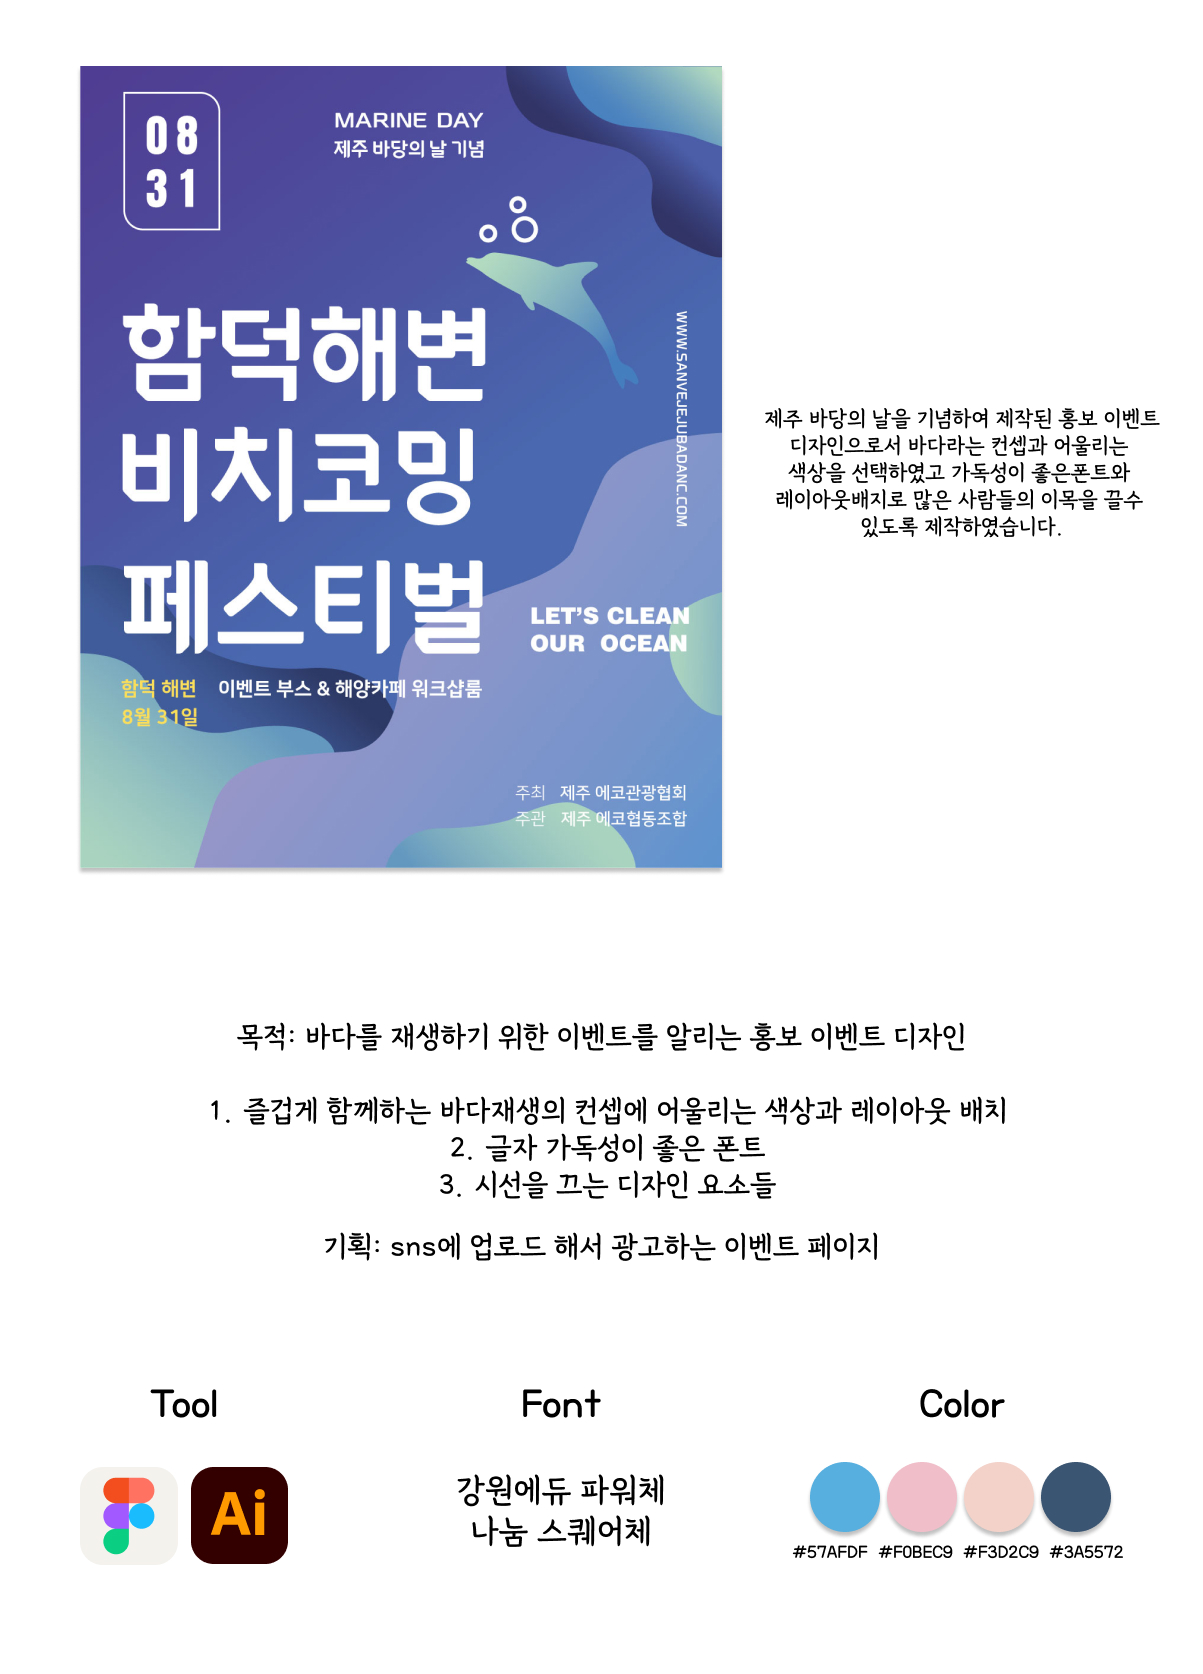 08
31
MARINE DAY
제주 바당의 날 기념
함덕해변
비치코밍
페스티벌
WWW.SANVEJEJUBADANC.COM
LET'S CLEAN
OUR OCEAN
함덕 해변 이벤트 부스 & 해양카페 워크샵룸
8월 31일
주최 제주 에코관광협회
주관 제주 에코협동조합
제주 바당의 날을 기념하여 제작된 홍보 이벤트
디자인으로서 바다라는 컨셉과 어울리는
색상을 선택하였고 가독성이 좋은폰트와
레이아웃배지로 많은 사람들의 이목을 끌수
있도록 제작하였습니다.
목적: 바다를 재생하기 위한 이벤트를 알리는 홍보 이벤트 디자인
1. 즐겁게 함께하는 바다재생의 컨셉에 어울리는 색상과 레이아웃 배치
2. 글자 가독성이 좋은 폰트
3. 시선을 끄는 디자인 요소들
기획: sns에 업로드 해서 광고하는 이벤트 페이지
Tool
Ai
Font
강원에듀 파워체
나눔 스퀘어체
Color
#57AFDF #F0BEC9 #F3D2C9 #3A5572